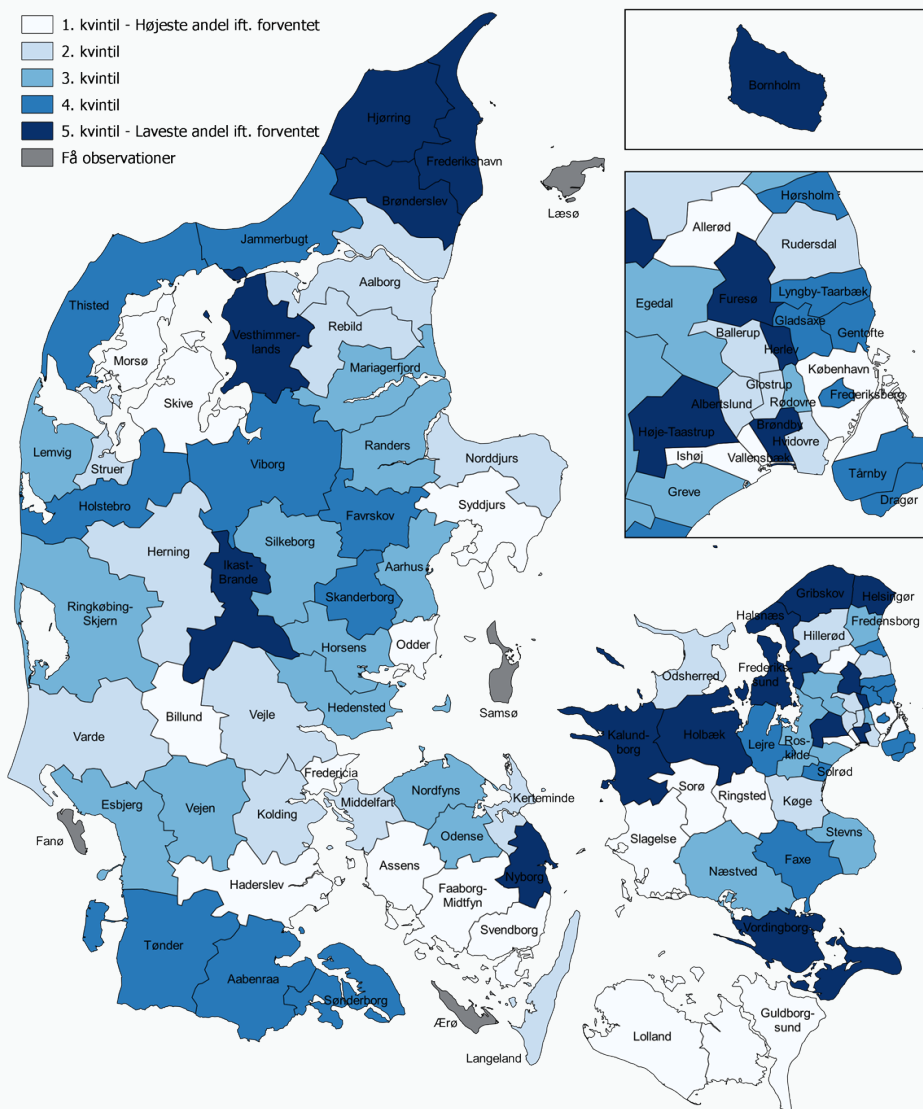 1. kvintil - Højeste andel ift. forventet
2. kvintil
3. kvintil
4. kvintil
5. kvintil - Laveste andel ift. forventet
Få observationer
Bornholm
Hjørring
Frederikshavn
Brønderslev
Læsø
Jammerbugt
Thisted
Aalborg
Vesthimmer-
lands
Rebild
Morsø
Mariagerfjord
Skive
Lemvig
Struer
Viborg
Randers
Norddjurs
Holstebro
Favrskov
Syddjurs
Herning
Silkeborg
Ikast-
Brande
Aarhus
Skanderborg
Ringkøbing-
Skjern
Horsens
Odder
Samsø
Hedensted
Billund
Vejle
Varde
Fredericia
Esbjerg
Vejen
Kolding
Middelfart
Nordfyns
Kerteminde
Fanø
Odense
Nyborg
Haderslev
Assens
Faaborg-
Midtfyn
Svendborg
Tønder
Aabenraa
Sønderborg
Ærø
Langeland
Hørsholm
Allerød
Rudersdal
Egedal
Furesø
Lyngby-Taarbæk
Gladsaxe
Gentofte
Ballerup
Herlev
København
Glostrup
Frederiksberg
Albertslund
Rødovre
Høje-Taastrup
Brøndby
Hvidovre
Ishøj
Vallensbæk
Greve
Tårnby
Dragør
Gribskov
Helsingør
Halsnæs
Fredensborg
Hillerød
Odsherred
Frederiks-
sund
Kalund-
borg
Holbæk
Lejre
Ros-
kilde
Solrød
Sorø
Ringsted
Køge
Slagelse
Stevns
Faxe
Næstved
Vordingborg
Guldborg-
sund
Lolland